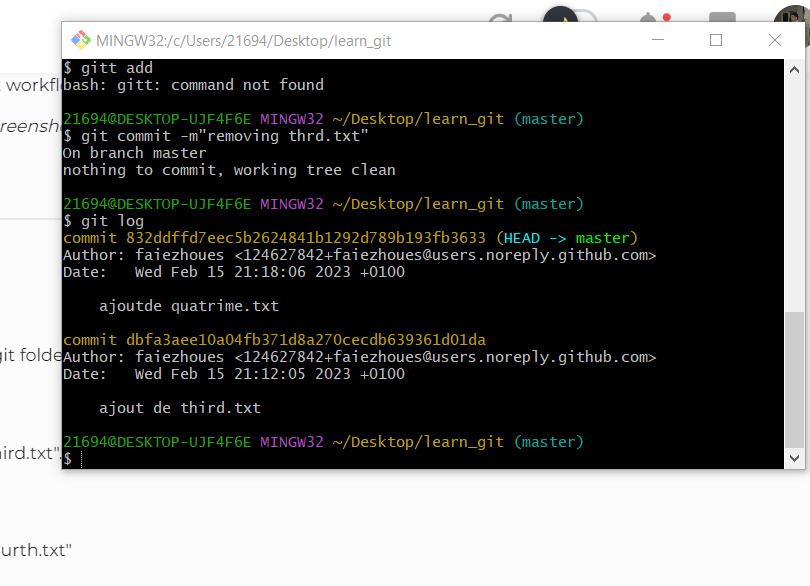 MINGW32:/c/Users/21694/Desktop/learn_git
$ gitt add
bash: gitt: command not found
21694@DESKTOP-UJF4F6E MINGW32 ~/Desktop/learn_git (master)
$ git commit -m"removing thrd.txt"
On branch master
nothing to commit, working tree clean
21694@DESKTOP-UJF4F6E MINGW32 ~/Desktop/learn_git (master)
$ git log
commit 832ddffd7eec5b2624841b1292d789b193fb3633 (HEAD -> master)
Author: faiezhoues <124627842+faiezhoues@users.noreply.github.com>
Date:   Wed Feb 15 21:18:06 2023 +0100
ajoutde quatrime.txt
commit dbfa3aee10a04fb371d8a270cecdb639361d01da
Author: faiezhoues <124627842+faiezhoues@users.noreply.github.com>
Date:   Wed Feb 15 21:12:05 2023 +0100
ajout de third.txt
21694@DESKTOP-UJF4F6E MINGW32 ~/Desktop/learn_git (master)
$
workfl
reensh
git folde
ird.txt"
urth.txt"